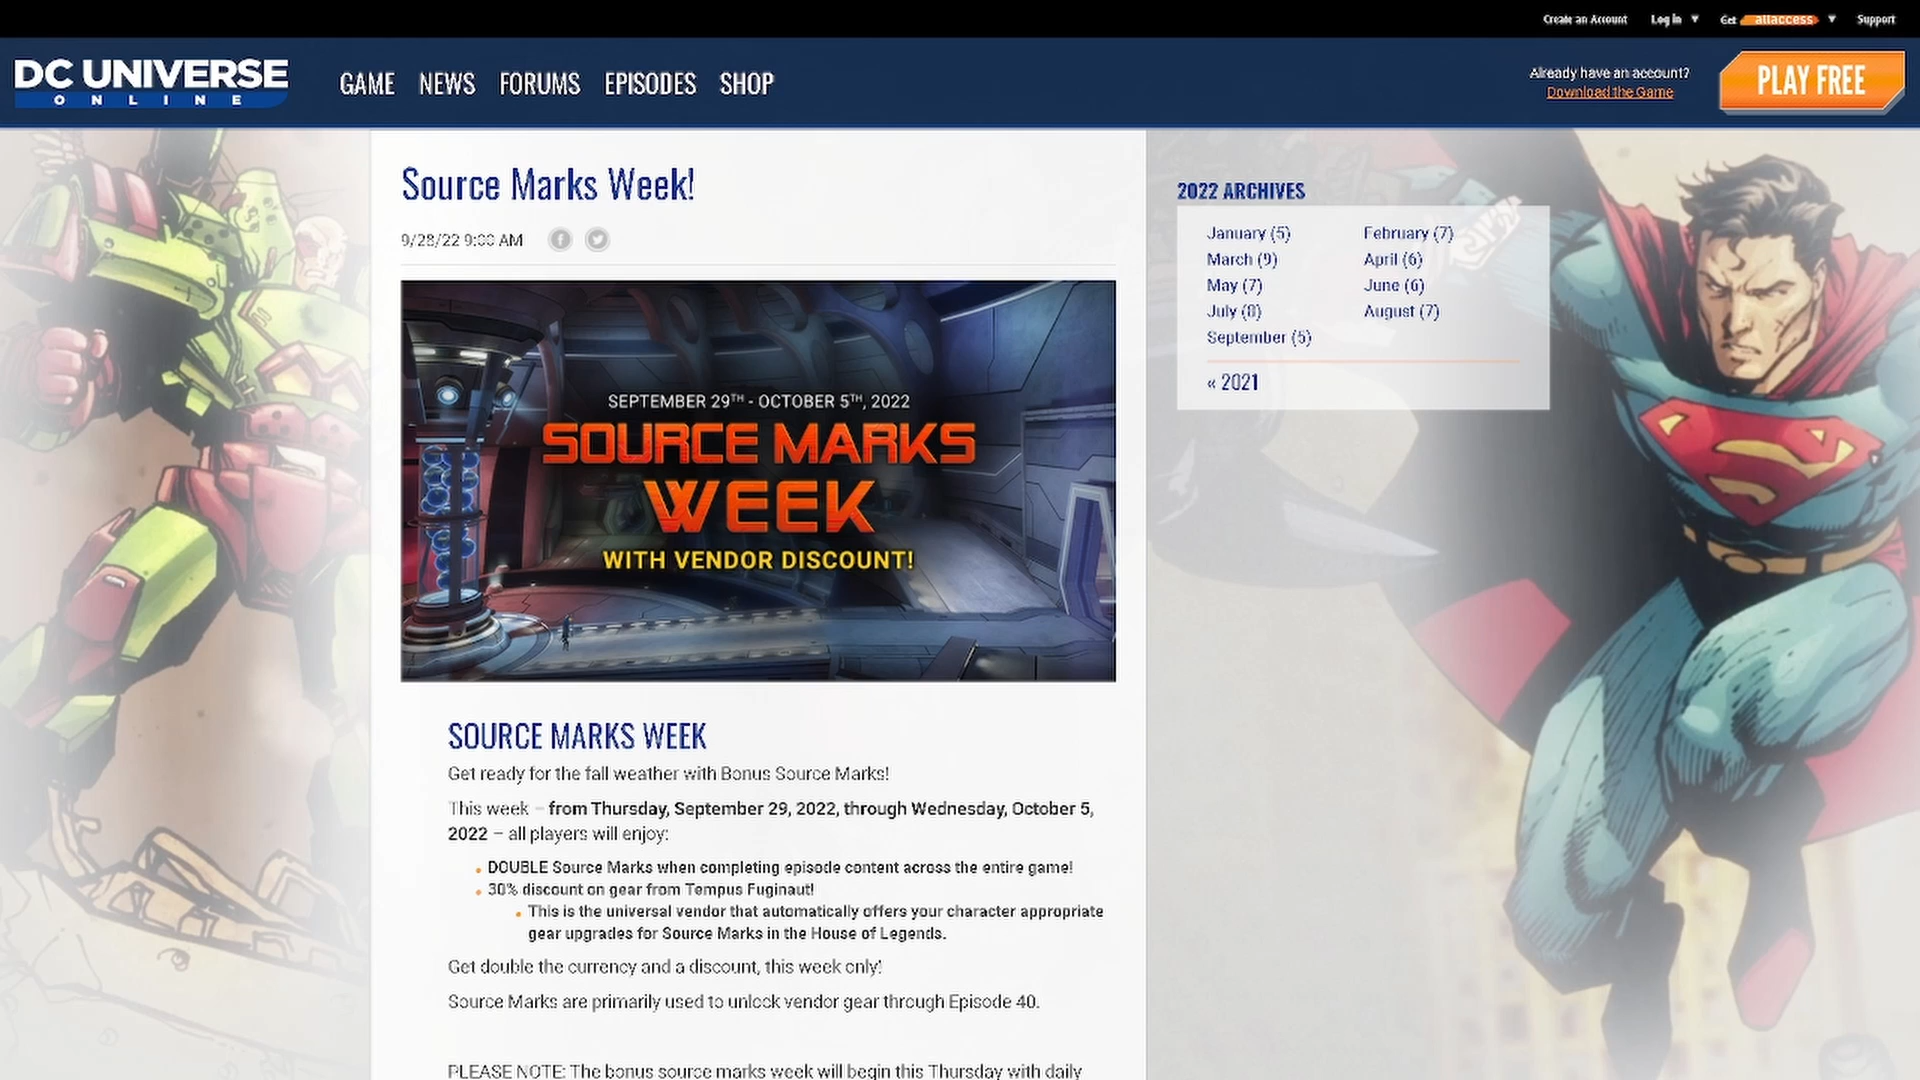 Create an Account Log in Get allaccess Support
DC UNIVERSE
ONLINE
GAME NEWS FORUMS EPISODES SHOP
Already have an account?
Download the Game
PLAY FREE
Source Marks Week!
9/28/22 9:00 AM
SEPTEMBER 29TH - OCTOBER 5TH, 2022
SOURCE MARKS
WEEK
WITH VENDOR DISCOUNT!
SOURCE MARKS WEEK
Get ready for the fall weather with Bonus Source Marks!
This week – from Thursday, September 29, 2022, through Wednesday, October 5,
2022 – all players will enjoy:
DOUBLE Source Marks when completing episode content across the entire game!
30% discount on gear from Tempus Fuginaut!
This is the universal vendor that automatically offers your character appropriate
gear upgrades for Source Marks in the House of Legends.
Get double the currency and a discount, this week only!
Source Marks are primarily used to unlock vendor gear through Episode 40.
PLEASE NOTE: The bonus source marks week will begin this Thursday with daily
2022 ARCHIVES
January (5) February (7)
March (9) April (6)
May (7) June (6)
July (8) August (7)
September (5)
« 2021